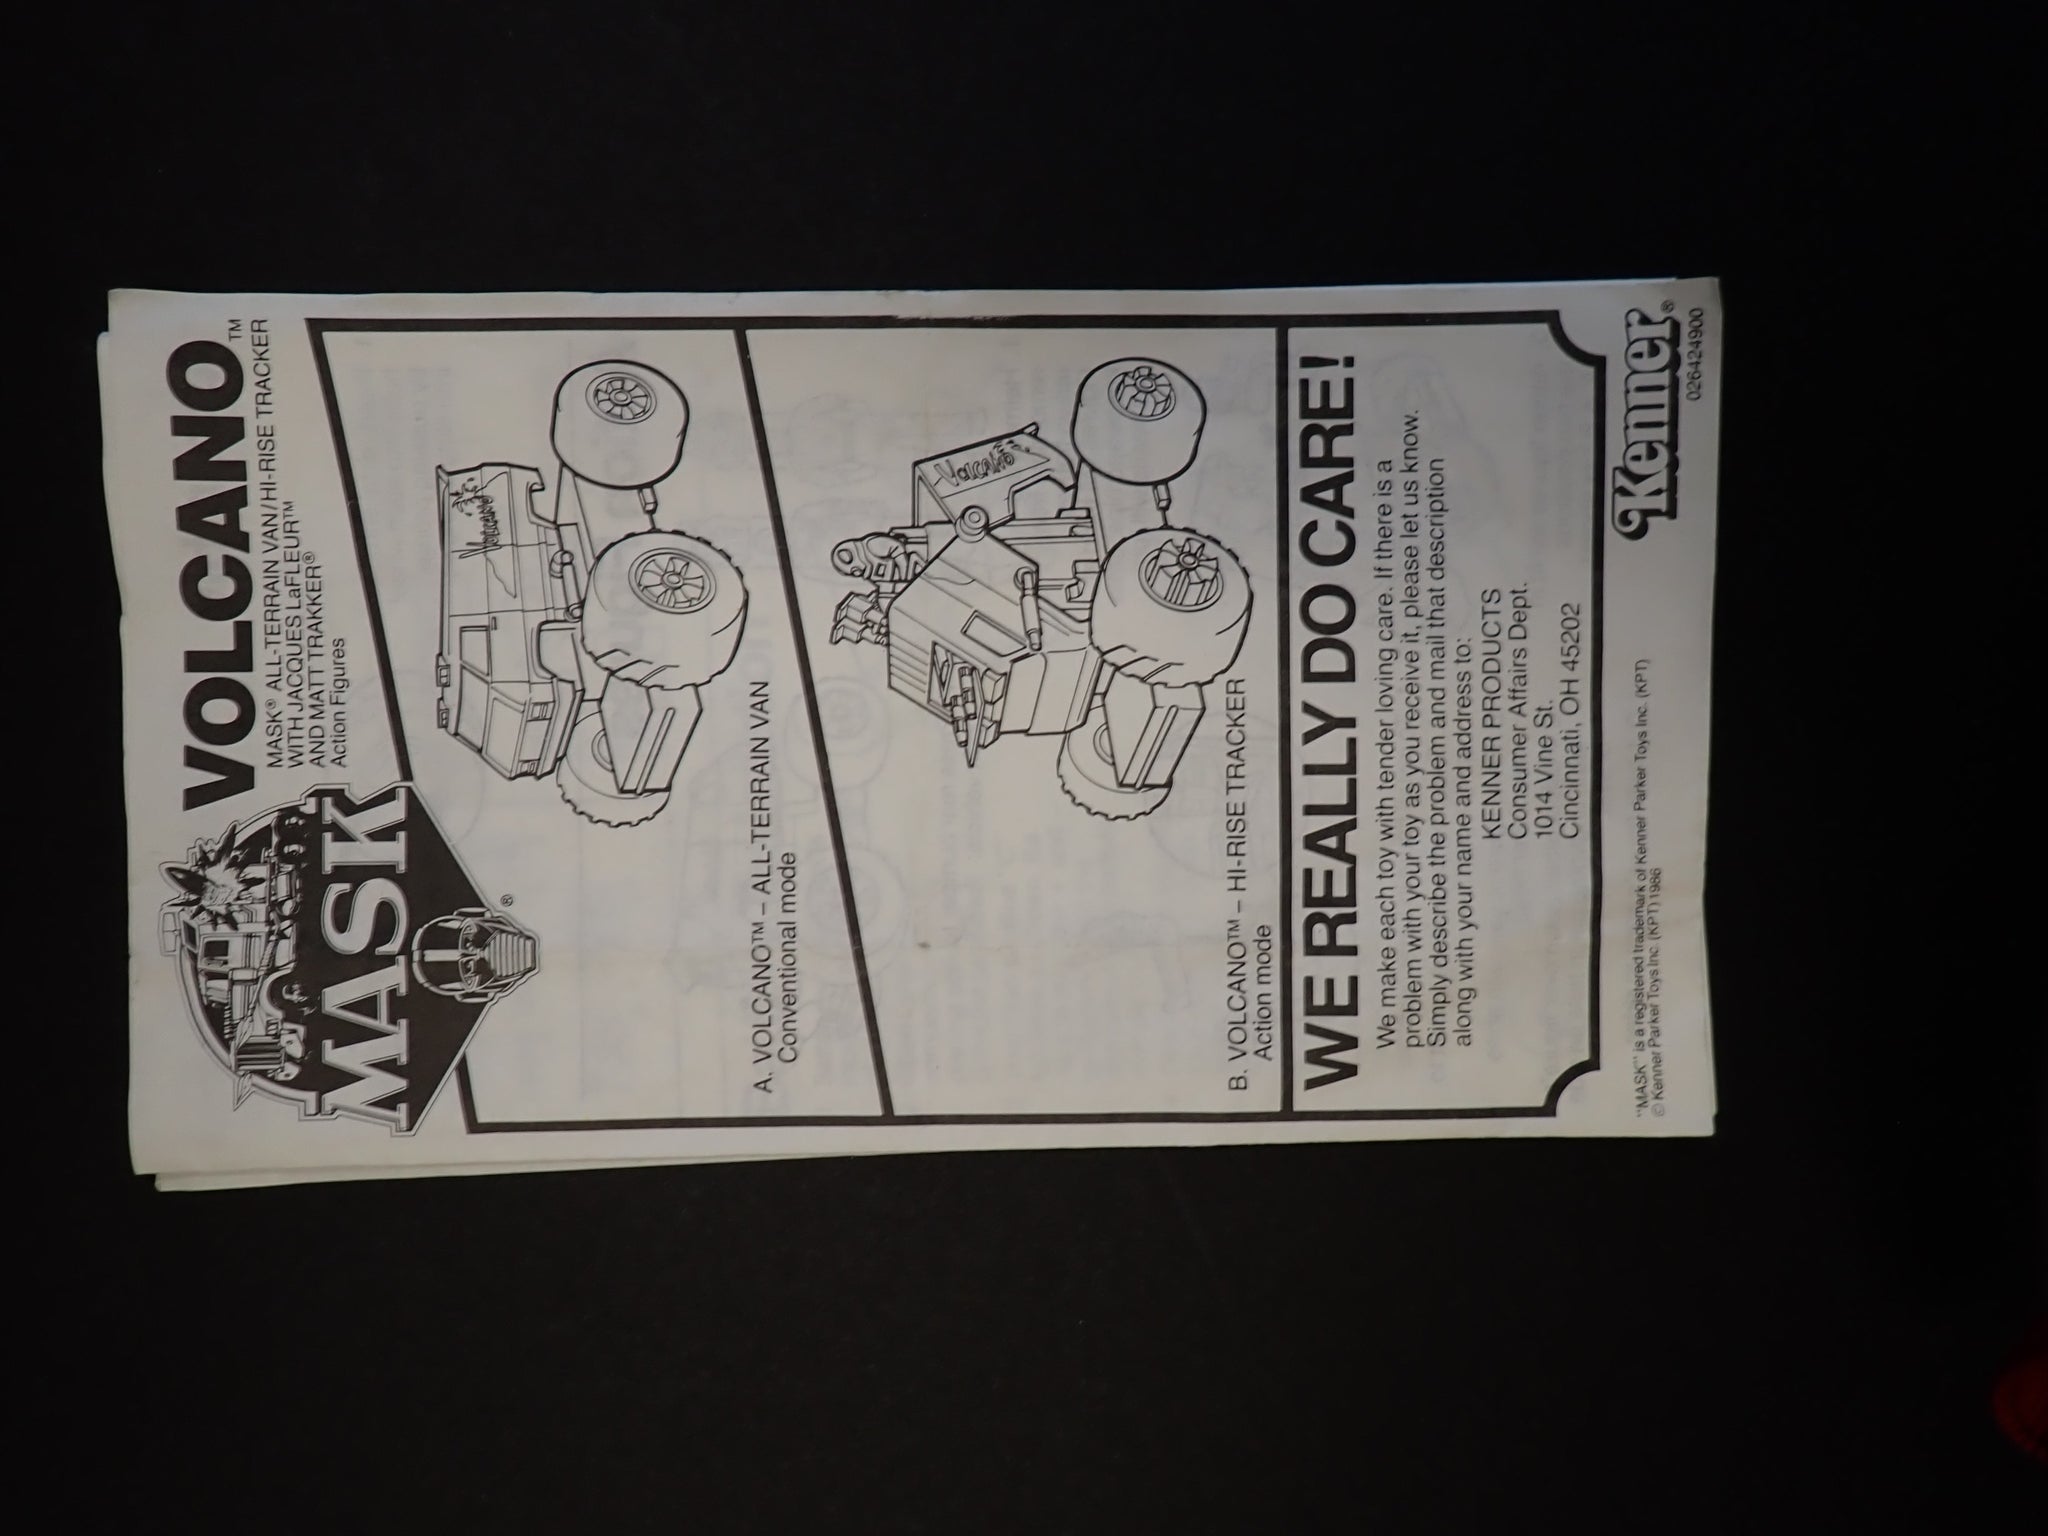 MASK®
VOLCANO™
MASK® ALL-TERRAIN VAN/HI-RISE TRACKER
WITH JACQUES LaFLEUR™
AND MATT TRAKKER®
Action Figures
Volcano
A. VOLCANO™ – ALL-TERRAIN VAN
Conventional mode
Volcano
B. VOLCANO™ – HI-RISE TRACKER
Action mode
WE REALLY DO CARE!
We make each toy with tender loving care. If there is a
problem with your toy as you receive it, please let us know.
Simply describe the problem and mail that description
along with your name and address to:
KENNER PRODUCTS
Consumer Affairs Dept.
1014 Vine St.
Cincinnati, OH 45202
"MASK" is a registered trademark of Kenner Parker Toys Inc. (KPT)
© Kenner Parker Toys Inc. (KPT) 1986
Kenner®
026424900